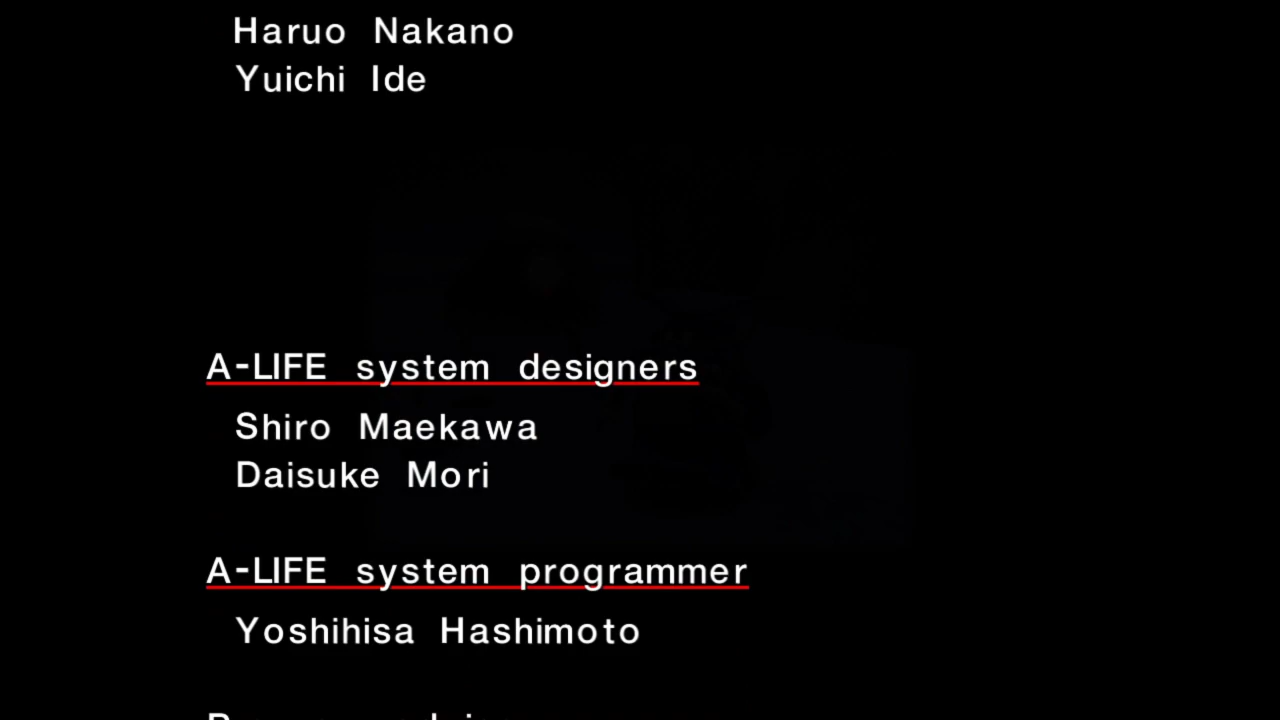 Haruo Nakano
Yuichi Ide
A-LIFE system designers
Shiro Maekawa
Daisuke Mori
A-LIFE system programmer
Yoshihisa Hashimoto